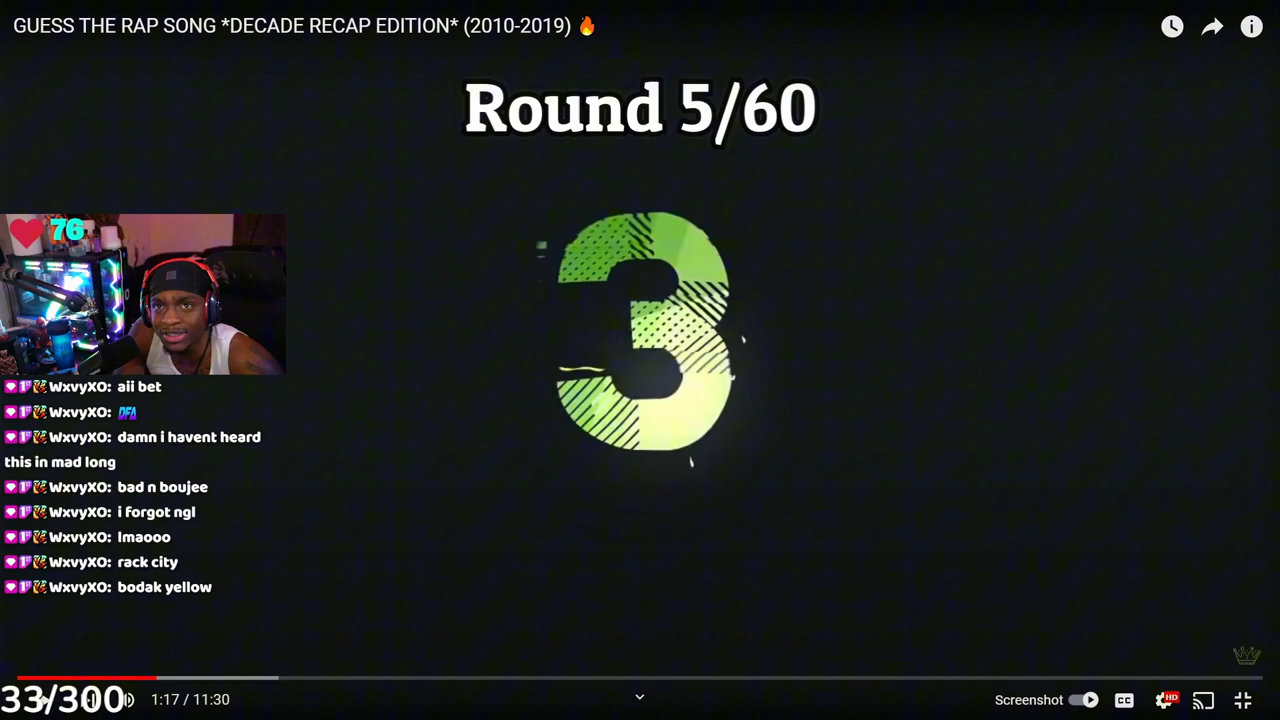 GUESS THE RAP SONG *DECADE RECAP EDITION* (2010-2019) 🔥
Round 5/60
3
76
WxvyXO: aii bet
WxvyXO: DFA
WxvyXO: damn i havent heard
this in mad long
WxvyXO: bad n boujee
WxvyXO: i forgot ngl
WxvyXO: lmaooo
WxvyXO: rack city
WxvyXO: bodak yellow
33/300
1:17 / 11:30
Screenshot
CC
HD